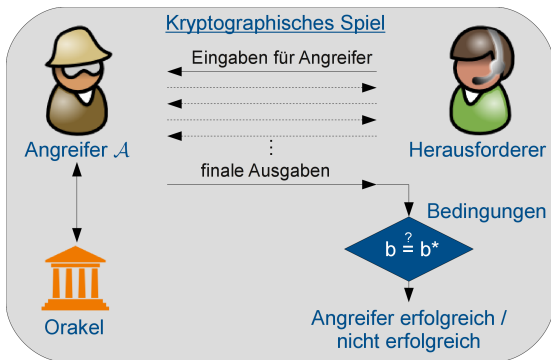 Kryptographisches Spiel
Eingaben für Angreifer
Angreifer 𝒜
Herausforderer
⋮
finale Ausgaben
Bedingungen
b ≟ b*
Orakel
Angreifer erfolgreich /
nicht erfolgreich